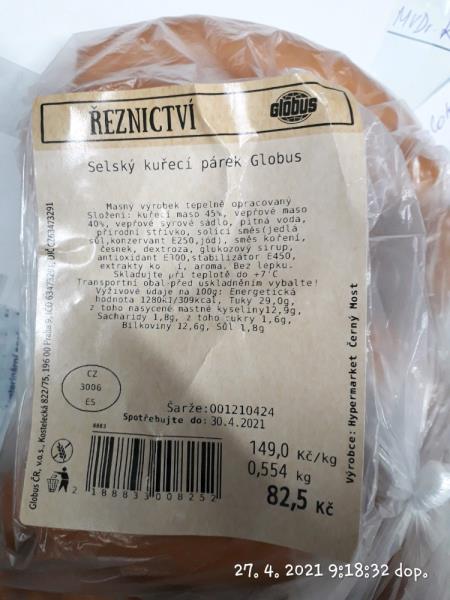 MVDr
ŘEZNICTVÍ
GLOBUS
Selský kuřecí párek Globus
Masný výrobek tepelně opracovaný
Složení: kuřecí maso 45%, vepřové maso
40%, vepřové syrové sádlo, pitná voda,
přírodní střívko, solící směs(jedlá
sůl,konzervant E250,jód), směs koření,
česnek, dextroza, glukozový sirup,
antioxidant E300,stabilizátor E450,
extrakty ko í, aroma. Bez lepku.
Skladujte při teplotě do +7°C
Transportní obal před uskladněním vybalte!
Výživové údaje na 100g: Energetická
hodnota 1280kJ/309kcal, Tuky 29,0g,
z toho nasycené mastné kyseliny12,9g,
Sacharidy 1,8g, z toho cukry 1,6g,
Bílkoviny 12,6g, Sůl 1,8g
CZ
3006
ES
Šarže:001210424
Spotřebujte do: 30.4.2021
6883
149,0 Kč/kg
0,554 kg
82,5 Kč
2 188833 008252
Výrobce: Hypermarket Černý Most
Globus ČR, v.o.s., Kostelecká 822/75, 196 00 Praha 9, IČO 63473291, DIČ CZ63473291
27. 4. 2021 9:18:32 dop.